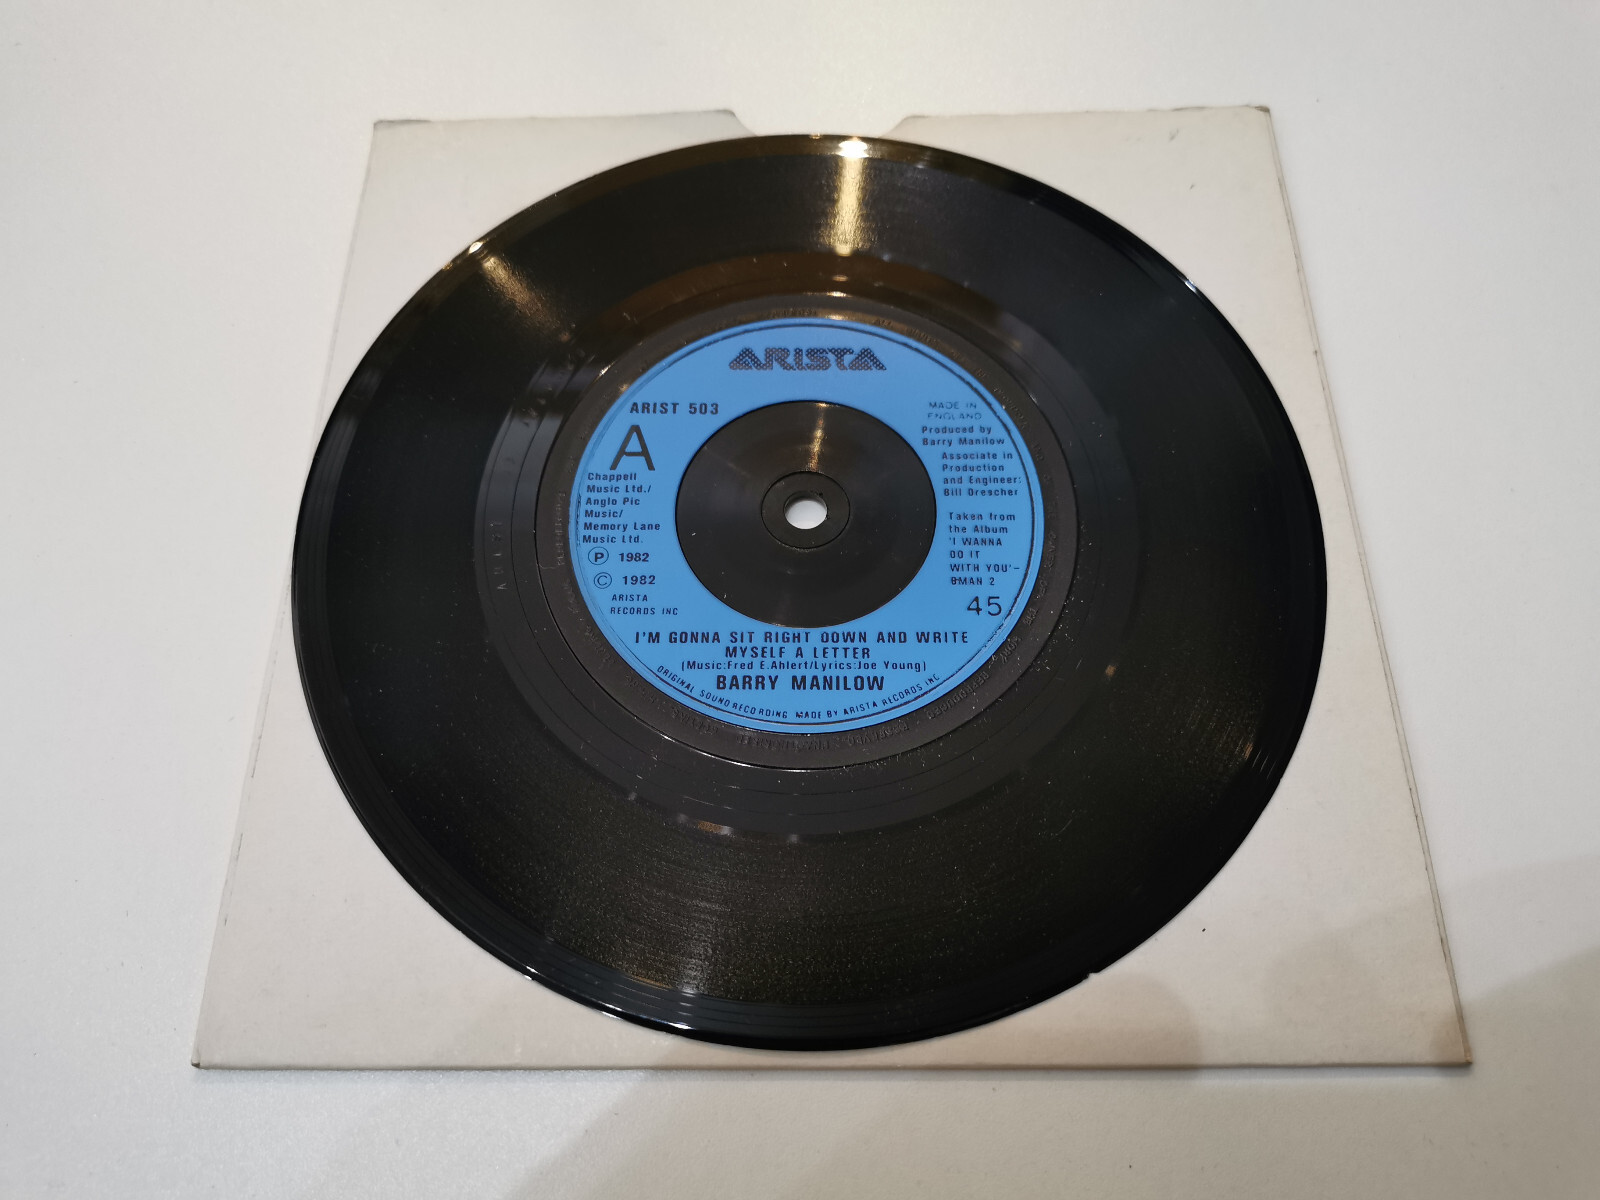 ARISTA
ARIST 503
A
Chappell
Music Ltd./
Anglo Pic
Music/
Memory Lane
Music Ltd.
Ⓟ 1982
© 1982
ARISTA
RECORDS INC
MADE IN
ENGLAND
Produced by
Barry Manilow
Associate in
Production
and Engineer:
Bill Drescher
Taken from
the Album
'I WANNA
DO IT
WITH YOU'-
BMAN 2
45
I'M GONNA SIT RIGHT DOWN AND WRITE
MYSELF A LETTER
(Music:Fred E.Ahlert/Lyrics:Joe Young)
BARRY MANILOW
ORIGINAL SOUND RECORDING MADE BY ARISTA RECORDS INC